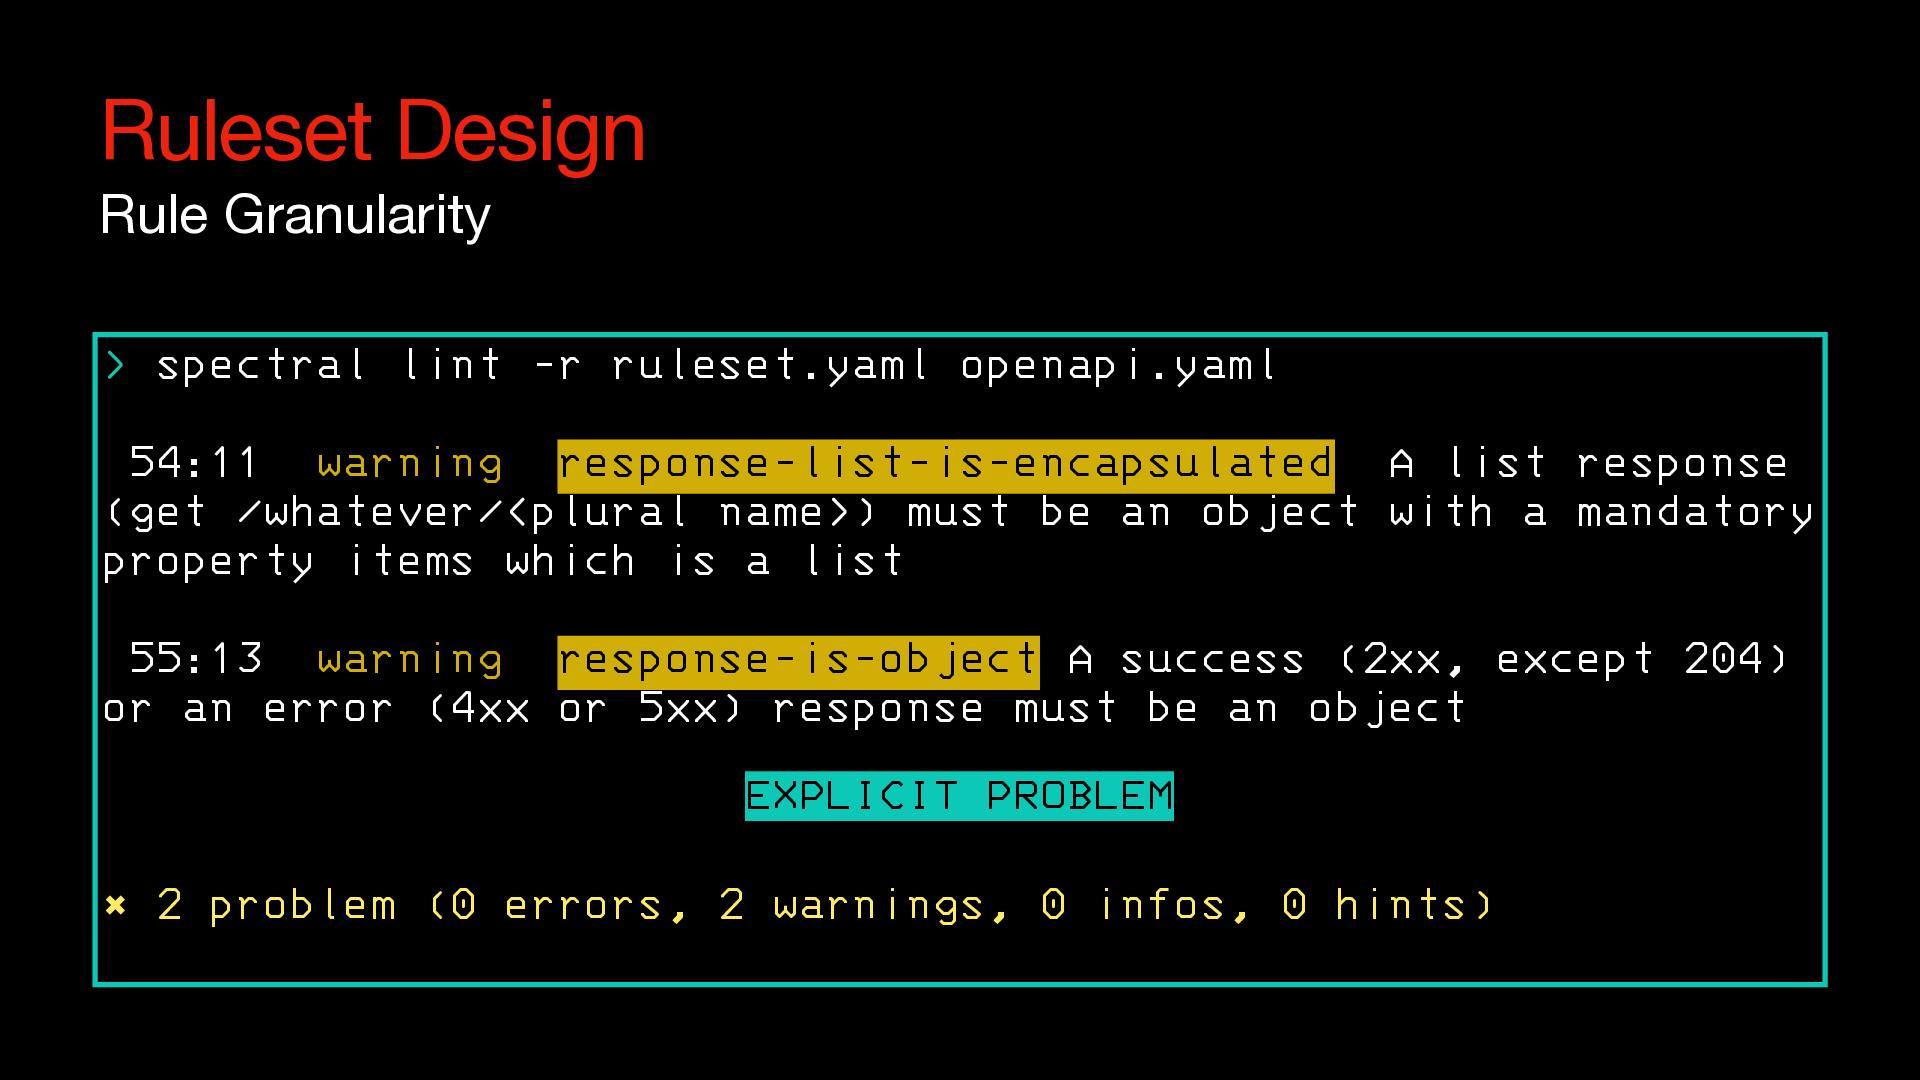 Ruleset Design
Rule Granularity
> spectral lint -r ruleset.yaml openapi.yaml
54:11 warning response-list-is-encapsulated A list response
(get /whatever/<plural name>) must be an object with a mandatory
property items which is a list
55:13 warning response-is-object A success (2xx, except 204)
or an error (4xx or 5xx) response must be an object
EXPLICIT PROBLEM
✖ 2 problem (0 errors, 2 warnings, 0 infos, 0 hints)